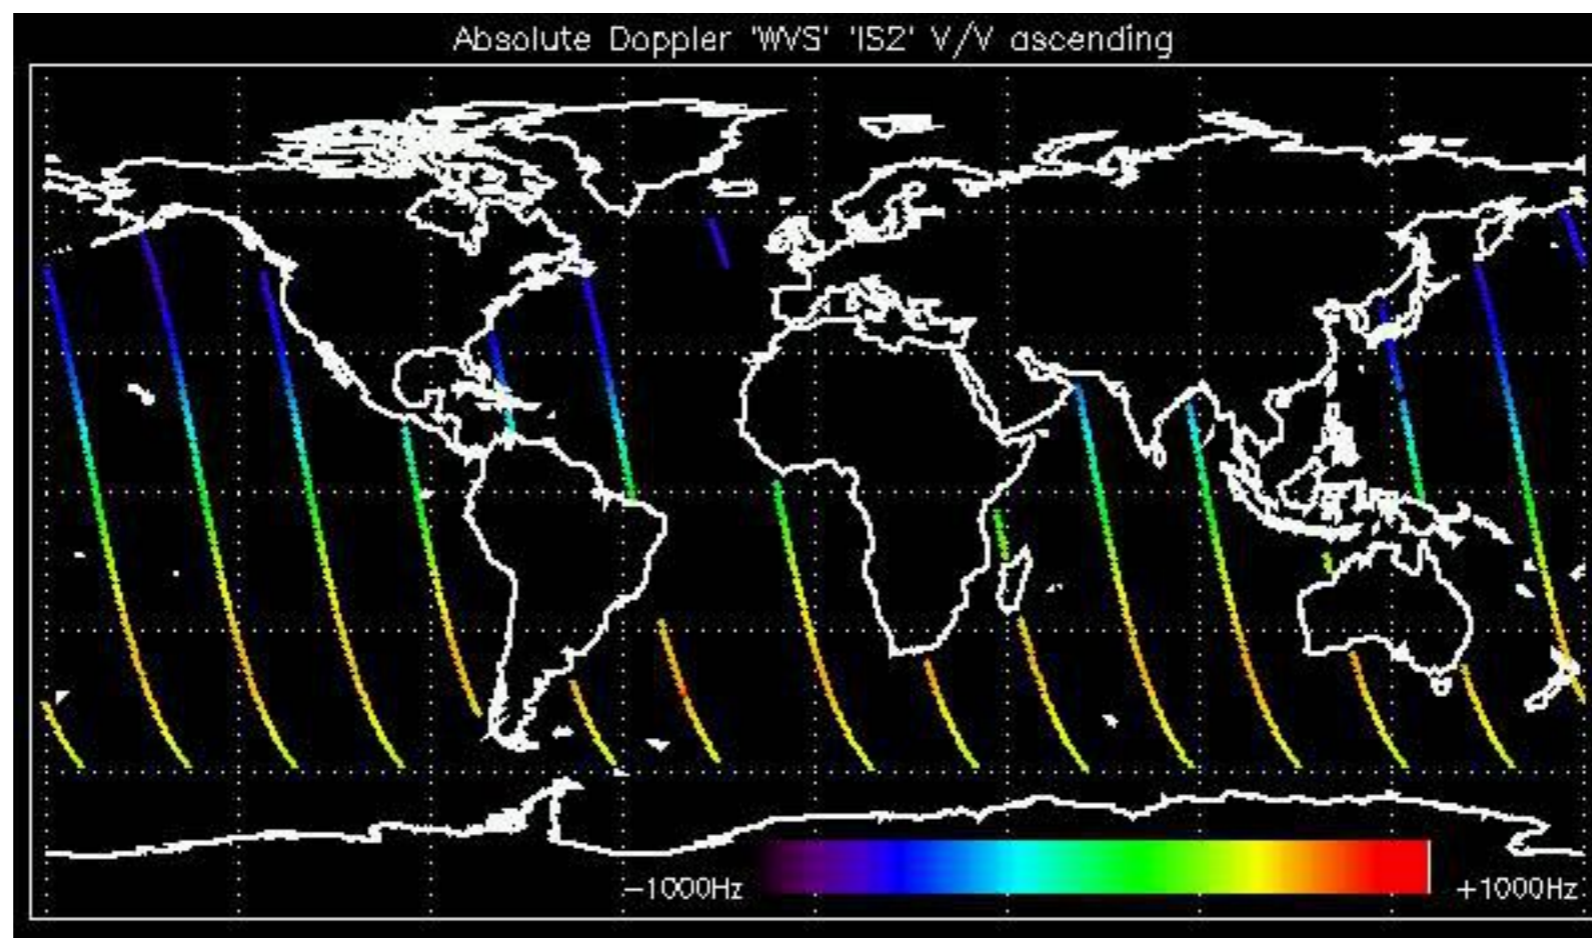 Absolute Doppler 'WVS' 'IS2' V/V ascending
−1000Hz +1000Hz